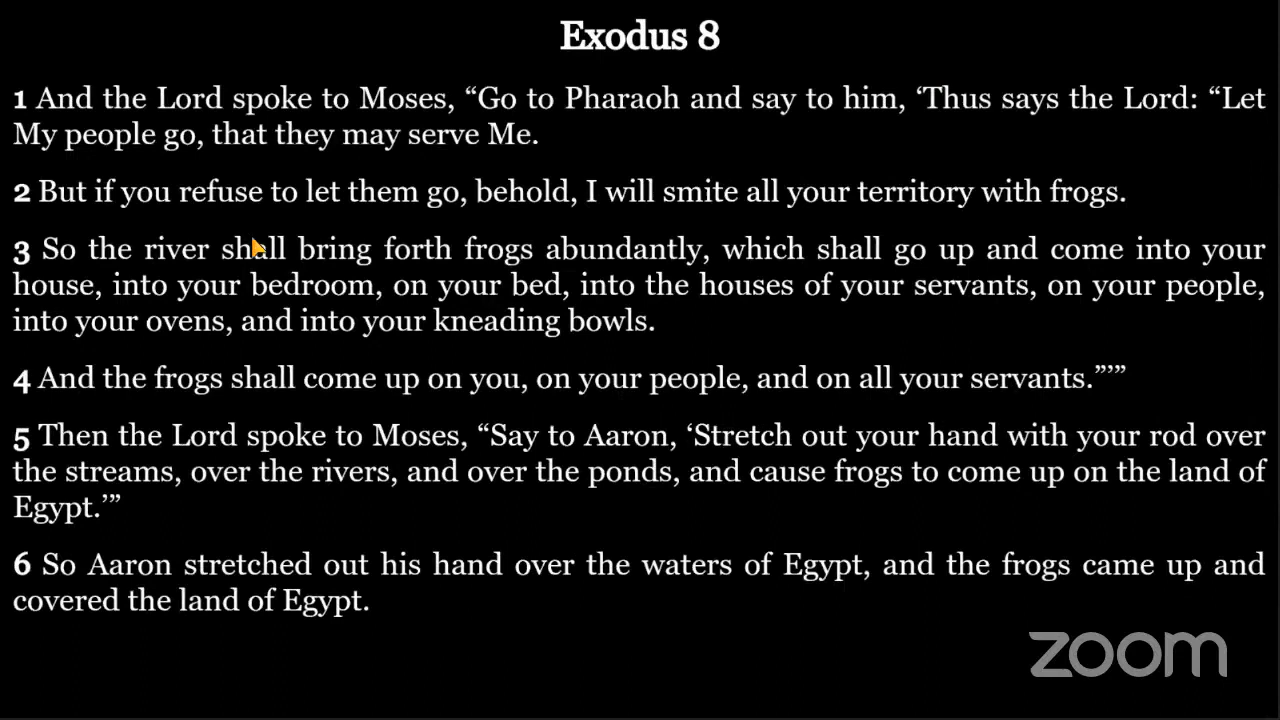 Exodus 8
1 And the Lord spoke to Moses, “Go to Pharaoh and say to him, ‘Thus says the Lord: “Let
My people go, that they may serve Me.
2 But if you refuse to let them go, behold, I will smite all your territory with frogs.
3 So the river shall bring forth frogs abundantly, which shall go up and come into your
house, into your bedroom, on your bed, into the houses of your servants, on your people,
into your ovens, and into your kneading bowls.
4 And the frogs shall come up on you, on your people, and on all your servants.”’”
5 Then the Lord spoke to Moses, “Say to Aaron, ‘Stretch out your hand with your rod over
the streams, over the rivers, and over the ponds, and cause frogs to come up on the land of
Egypt.’”
6 So Aaron stretched out his hand over the waters of Egypt, and the frogs came up and
covered the land of Egypt.
zoom